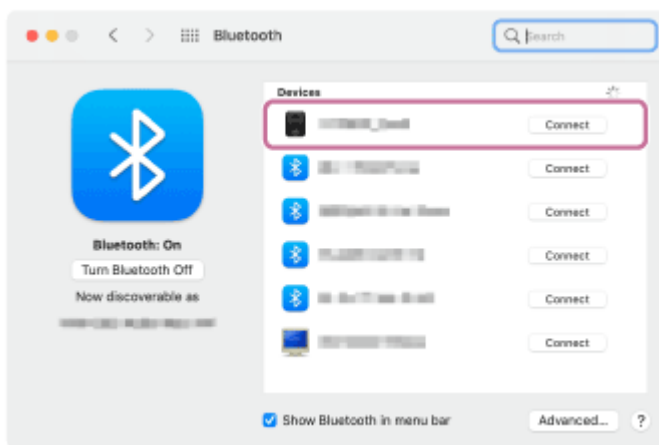 Bluetooth
Search
Bluetooth: On
Turn Bluetooth Off
Now discoverable as
Devices
Connect
Connect
Connect
Connect
Connect
Connect
Show Bluetooth in menu bar
Advanced...
?